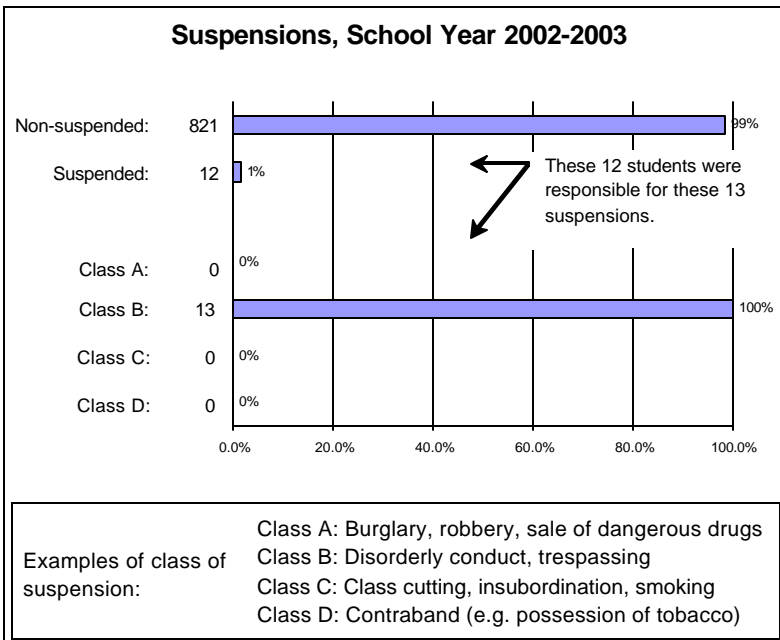 Suspensions, School Year 2002-2003
Non-suspended: 821 99%
Suspended: 12 1%
These 12 students were
responsible for these 13
suspensions.
Class A: 0 0%
Class B: 13 100%
Class C: 0 0%
Class D: 0 0%
0.0% 20.0% 40.0% 60.0% 80.0% 100.0%
Examples of class of
suspension:
Class A: Burglary, robbery, sale of dangerous drugs
Class B: Disorderly conduct, trespassing
Class C: Class cutting, insubordination, smoking
Class D: Contraband (e.g. possession of tobacco)